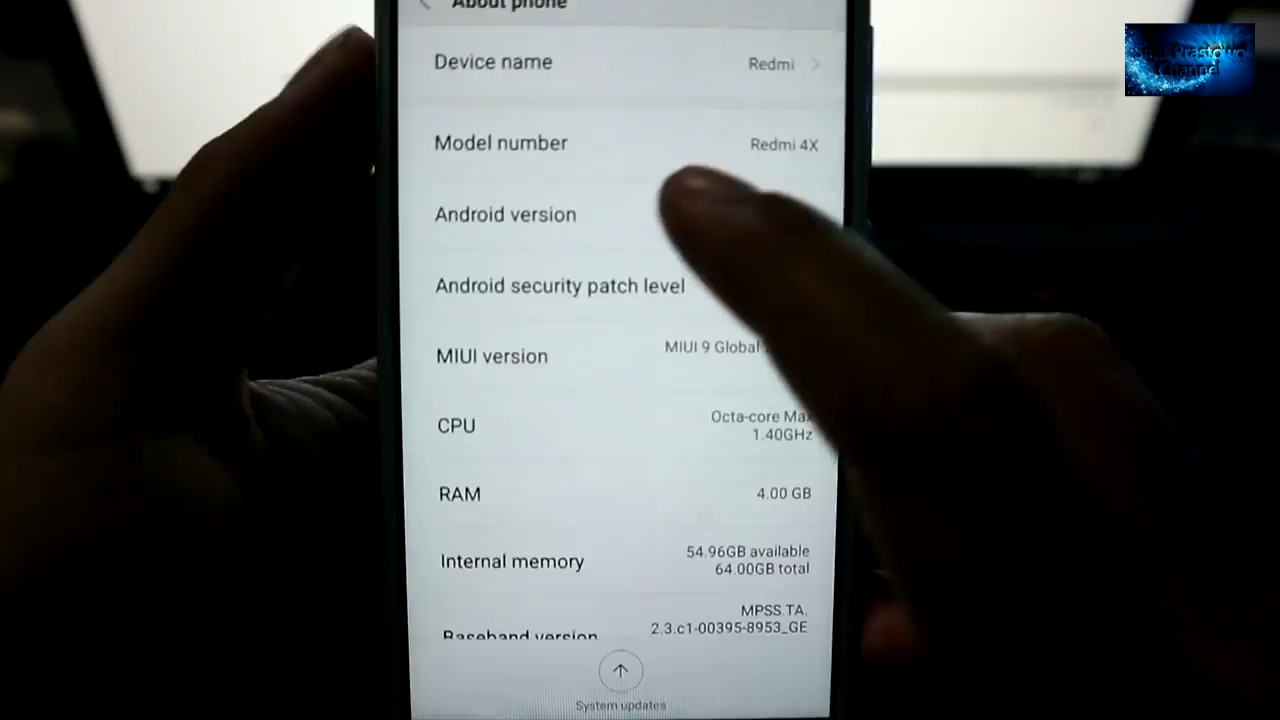 About phone
Device name
Redmi
Model number
Redmi 4X
Android version
Android security patch level
MIUI version
MIUI 9 Global
CPU
Octa-core Max
1.40GHz
RAM
4.00 GB
Internal memory
54.96GB available
64.00GB total
Baseband version
MPSS.TA.
2.3.c1-00395-8953_GE
System updates
Prastowo
Channel